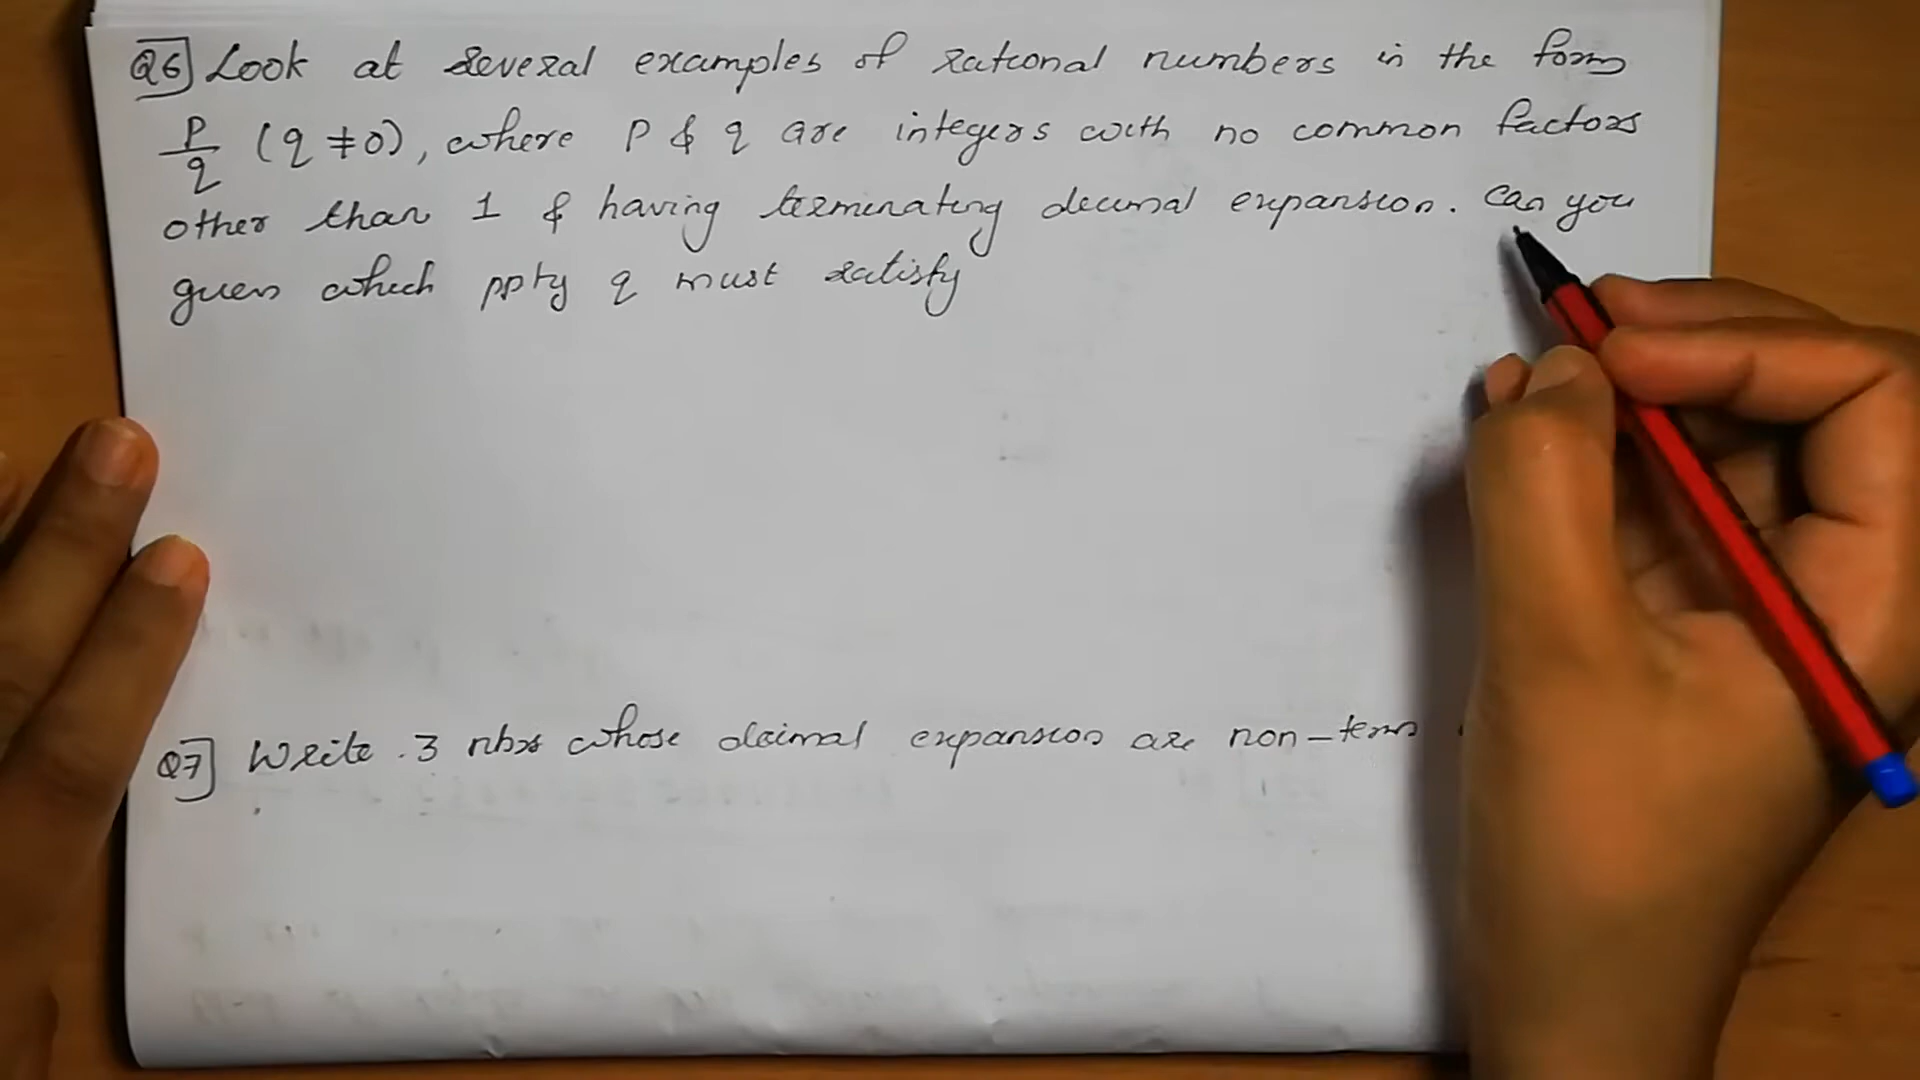 Q6] Look at several examples of rational numbers in the form
p/q (q ≠ 0), where p & q are integers with no common factors
other than 1 & having terminating decimal expansion. Can you
guess which ppty q must satisfy
Q7] Write 3 nbrs whose decimal expansion are non-term